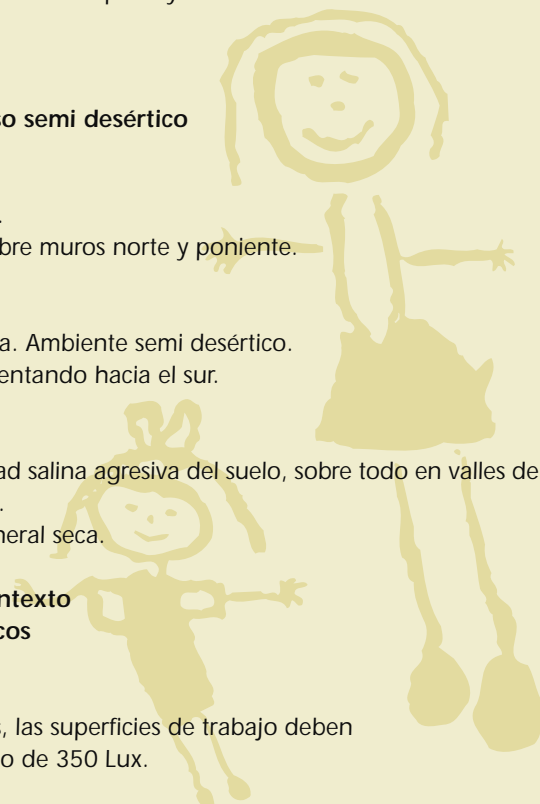 so semi desértico
.
bre muros norte y poniente.
a. Ambiente semi desértico.
entando hacia el sur.
ad salina agresiva del suelo, sobre todo en valles de
.
neral seca.
ntexto
cos
s, las superficies de trabajo deben
o de 350 Lux.